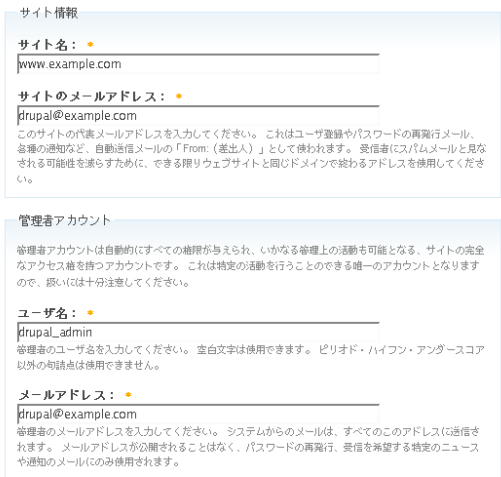 サイト情報
サイト名： *
www.example.com
サイトのメールアドレス： *
drupal@example.com
このサイトの代表メールアドレスを入力してください。 これはユーザ登録やパスワードの再発行メール、
各種の通知など、自動送信メールの「From:（差出人）」として使われます。 受信者にスパムメールと見な
される可能性を減らすために、できる限りウェブサイトと同じドメインで終わるアドレスを使用してくださ
い。
管理者アカウント
管理者アカウントは自動的にすべての権限が与えられ、いかなる管理上の活動も可能となる、サイトの完全
なアクセス権を持つアカウントです。 これは特定の活動を行うことのできる唯一のアカウントとなります
ので、扱いには十分注意してください。
ユーザ名： *
drupal_admin
管理者のユーザ名を入力してください。 空白文字は使用できます。 ピリオド・ハイフン・アンダースコア
以外の句読点は使用できません。
メールアドレス： *
drupal@example.com
管理者のメールアドレスを入力してください。 システムからのメールは、すべてのこのアドレスに送信さ
れます。 メールアドレスが公開されることはなく、パスワードの再発行、受信を希望する特定のニュース
や通知のメールにのみ使用されます。